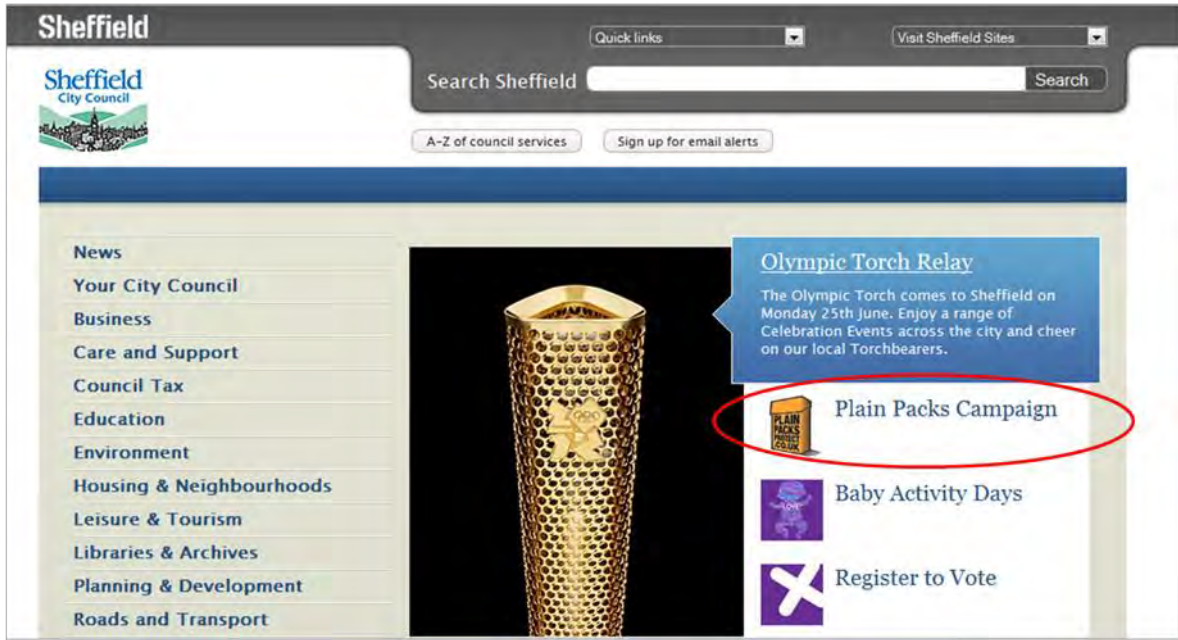 Sheffield
Quick links
Visit Sheffield Sites
Sheffield
City Council
Search Sheffield
Search
A-Z of council services
Sign up for email alerts
News
Your City Council
Business
Care and Support
Council Tax
Education
Environment
Housing & Neighbourhoods
Leisure & Tourism
Libraries & Archives
Planning & Development
Roads and Transport
Olympic Torch Relay
The Olympic Torch comes to Sheffield on
Monday 25th June. Enjoy a range of
Celebration Events across the city and cheer
on our local Torchbearers.
PLAIN
PACKS
PROTECT
.CO.UK
Plain Packs Campaign
LOVE
Baby Activity Days
Register to Vote